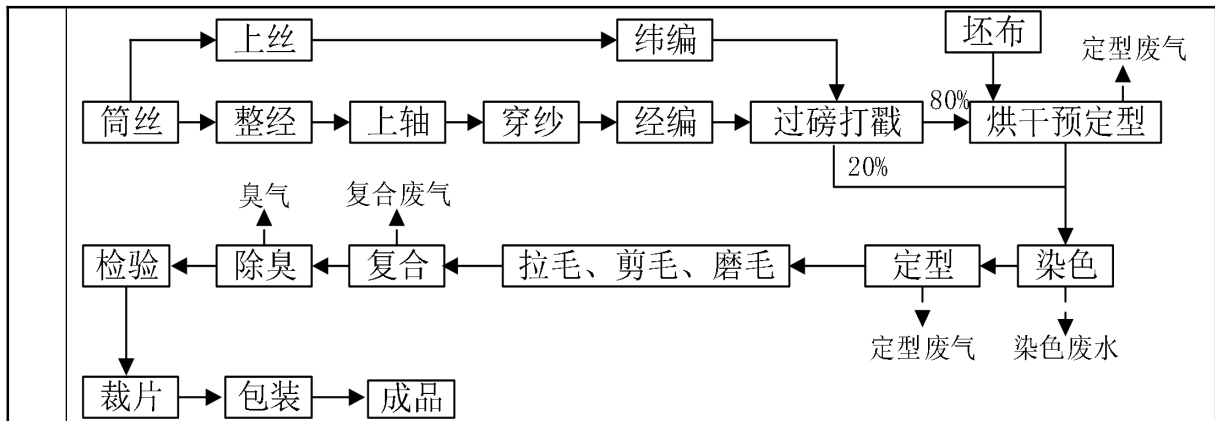 上丝 纬编 坯布 定型废气
筒丝 整经 上轴 穿纱 经编 过磅打戳 80% 烘干预定型
20%
臭气 复合废气
检验 除臭 复合 拉毛、剪毛、磨毛 定型 染色
定型废气 染色废水
裁片 包装 成品